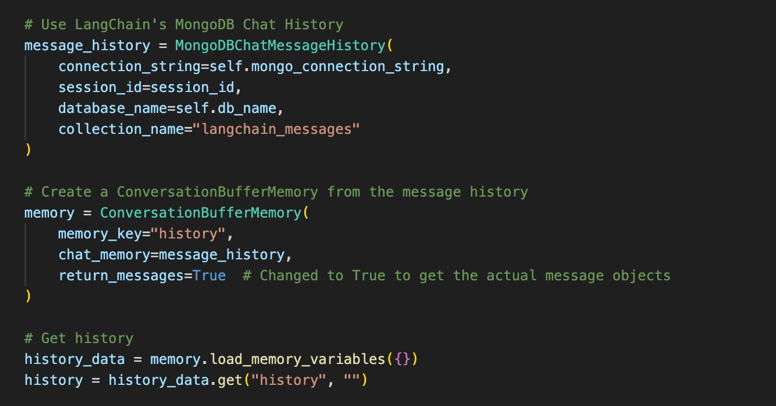 # Use LangChain's MongoDB Chat History
message_history = MongoDBChatMessageHistory(
    connection_string=self.mongo_connection_string,
    session_id=session_id,
    database_name=self.db_name,
    collection_name="langchain_messages"
)

# Create a ConversationBufferMemory from the message history
memory = ConversationBufferMemory(
    memory_key="history",
    chat_memory=message_history,
    return_messages=True  # Changed to True to get the actual message objects
)

# Get history
history_data = memory.load_memory_variables({})
history = history_data.get("history", "")